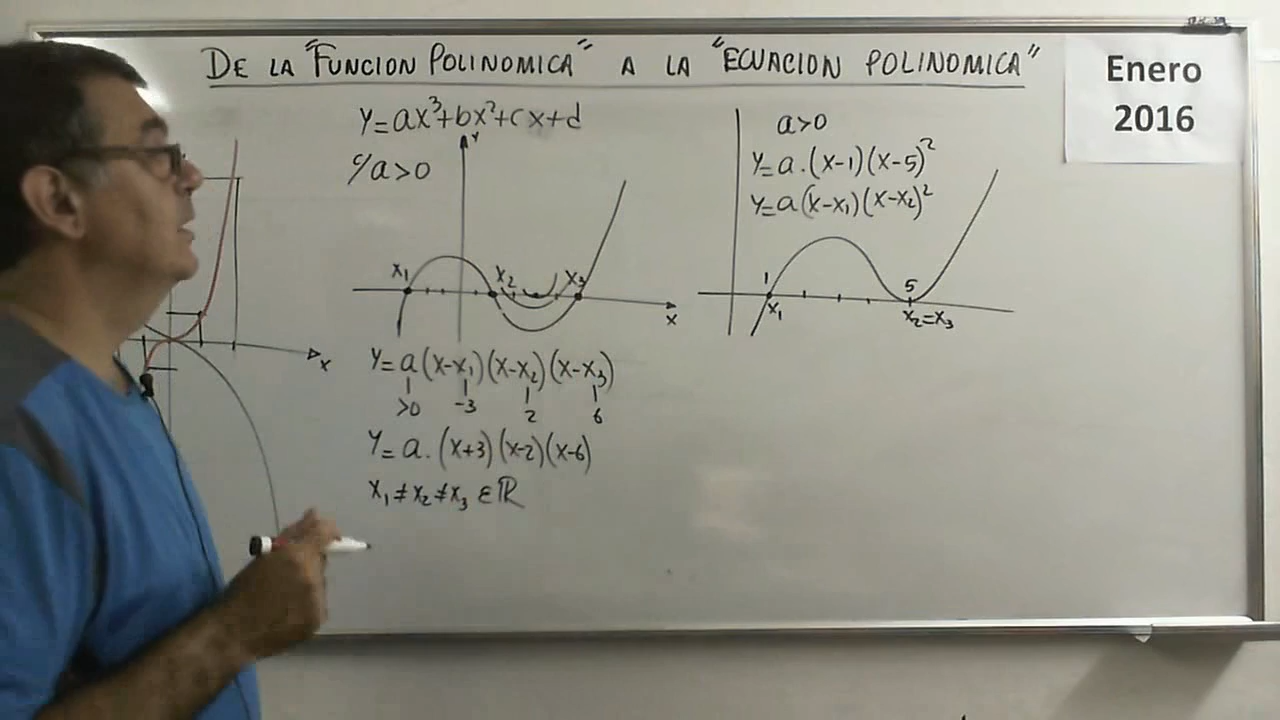 DE LA "FUNCION POLINOMICA" A LA "ECUACION POLINOMICA"
Enero
2016
Y=ax³+bx²+cx+d
c/a>0
Y
x₁
x₂
x₃
x
Y=a(x-x₁)(x-x₂)(x-x₃)
>0 -3 2 6
Y=a.(x+3)(x-2)(x-6)
x₁≠x₂≠x₃ εℝ
a>0
Y=a.(x-1)(x-5)²
Y=a(x-x₁)(x-x₂)²
1
5
x₁
x₂=x₃
x